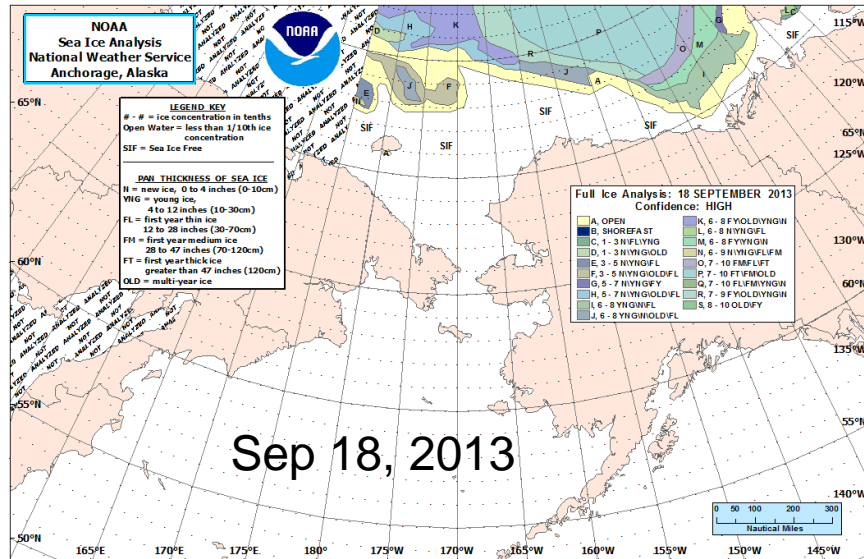 NOAA
Sea Ice Analysis
National Weather Service
Anchorage, Alaska
NOAA
LEGEND KEY
# - # = ice concentration in tenths
Open Water = less than 1/10th ice
concentration
SIF = Sea Ice Free
PAN THICKNESS OF SEA ICE
N = new ice, 0 to 4 inches (0-10cm)
YNG = young ice,
4 to 12 inches (10-30cm)
FL = first year thin ice
12 to 28 inches (30-70cm)
FM = first year medium ice
28 to 47 inches (70-120cm)
FT = first year thick ice
greater than 47 inches (120cm)
OLD = multi-year ice
NOT
ANALYZED
D
H
K
R
P
O
M
G
LC
I
E
N
J
F
J
A
A
SIF
SIF
SIF
SIF
SIF
Full Ice Analysis: 18 SEPTEMBER 2013
Confidence: HIGH
A, OPEN
B, SHOREFAST
C, 1 - 3 N\FL\YNG
D, 1 - 3 N\YNG\OLD
E, 3 - 5 N\YNG\FL
F, 3 - 5 N\YNG\OLD\FL
G, 5 - 7 N\YNG\FY
H, 5 - 7 N\YNG\OLD\FL
I, 6 - 8 YNG\N\FL
J, 6 - 8 YNG\N\OLD\FL
K, 6 - 8 FY\OLD\YNG\N
L, 6 - 8 N\YNG\FL
M, 6 - 8 FY\YNG\N
N, 6 - 9 N\YNG\FL\FM
O, 7 - 10 FM\FL\FT
P, 7 - 10 FT\FM\OLD
Q, 7 - 10 FL\FM\YNG\N
R, 7 - 9 FY\OLD\YNG\N
S, 8 - 10 OLD\FY
Sep 18, 2013
0 50 100 200 300
Nautical Miles
65°N
60°N
55°N
50°N
115°W
120°W
65°N
125°W
130°W
60°N
135°W
55°N
140°W
165°E
170°E
175°E
180°
175°W
170°W
165°W
160°W
155°W
150°W
145°W